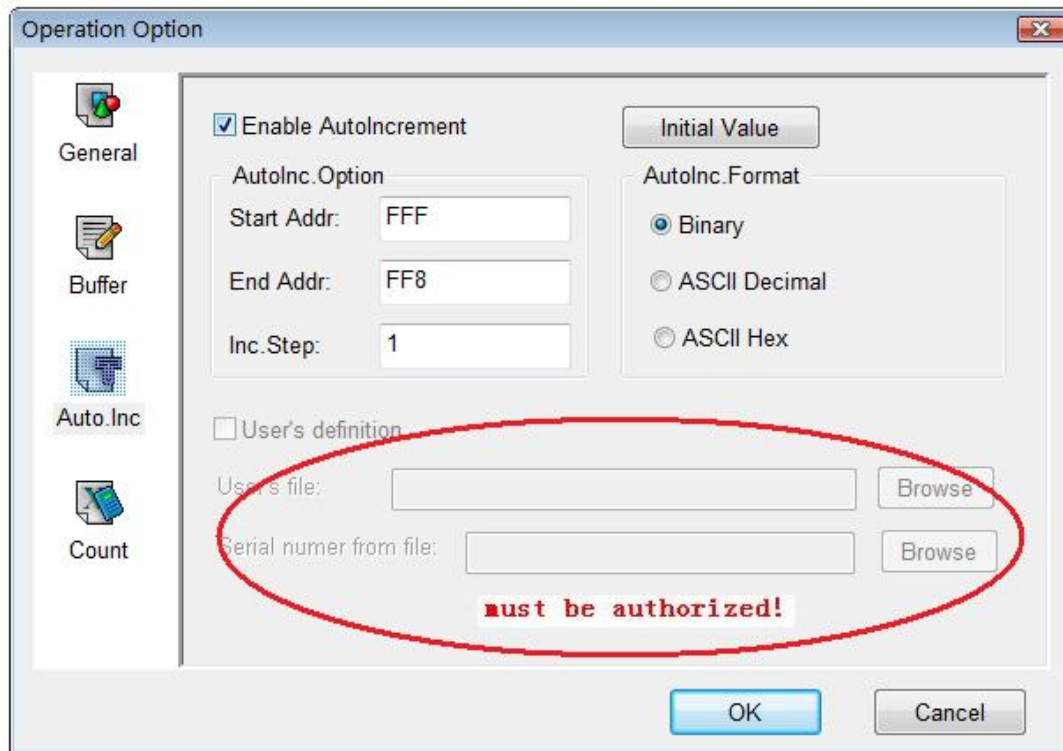 Operation Option
General
Buffer
Auto.Inc
Count
Enable AutoIncrement
Initial Value
AutoInc.Option
Start Addr: FFF
End Addr: FF8
Inc.Step: 1
AutoInc.Format
Binary
ASCII Decimal
ASCII Hex
User's definition
User's file:
Browse
Serial numer from file:
Browse
must be authorized!
OK
Cancel